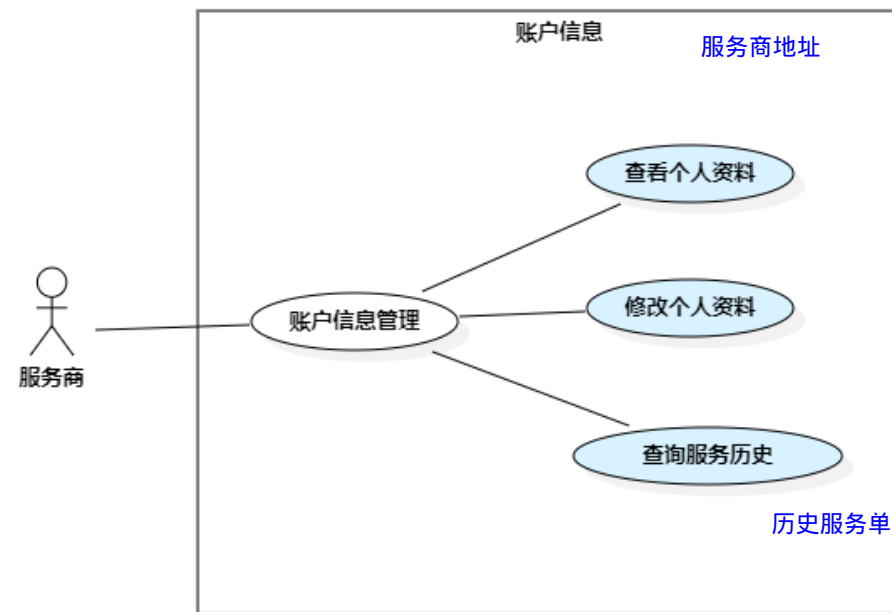 账户信息
服务商地址
查看个人资料
修改个人资料
账户信息管理
服务商
查询服务历史
历史服务单